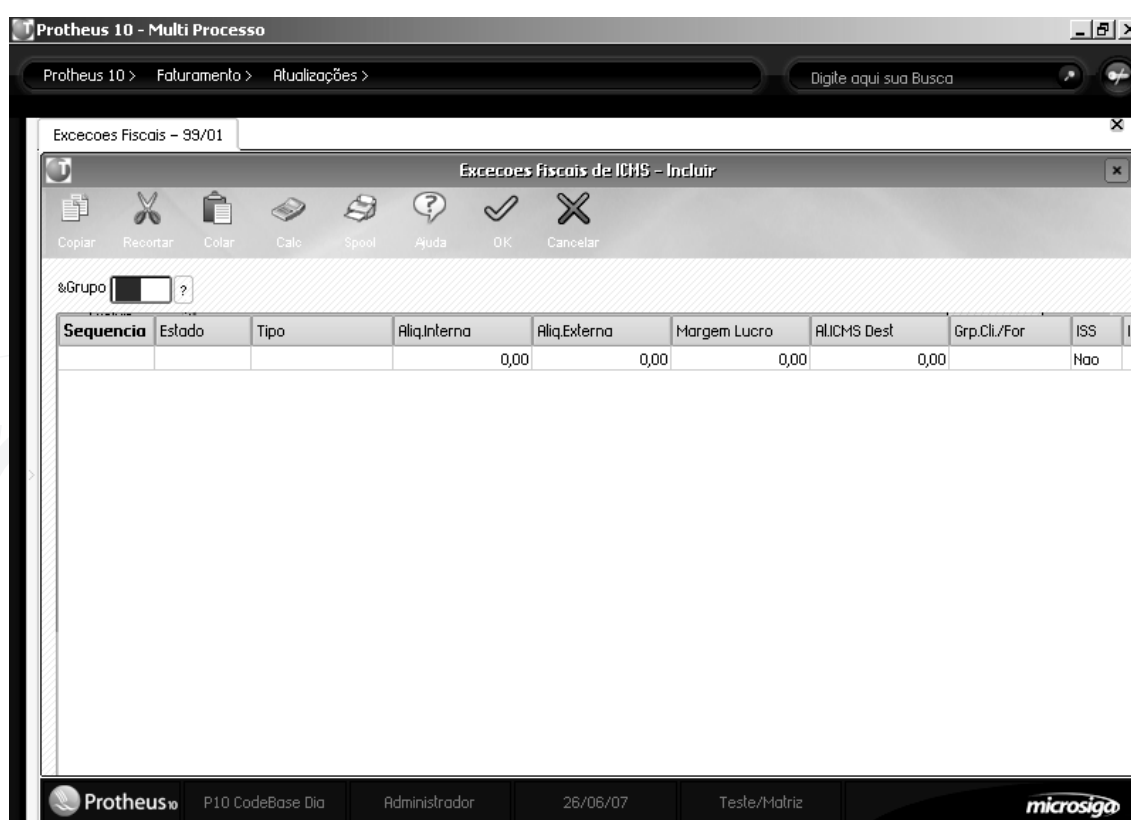 Protheus 10 - Multi Processo
Protheus 10 > Faturamento > Atualizações > Digite aqui sua Busca
Excecoes Fiscais – 99/01
Excecoes Fiscais de ICMS – Incluir
Copiar Recortar Colar Calc Spool Ajuda OK Cancelar
&Grupo ?
Sequencia Estado Tipo Aliq.Interna Aliq.Externa Margem Lucro Al.ICMS Dest Grp.Cli./For ISS
0,00 0,00 0,00 0,00 Nao
Protheus 10 P10 CodeBase Dia Administrador 26/06/07 Teste/Matriz microsiga